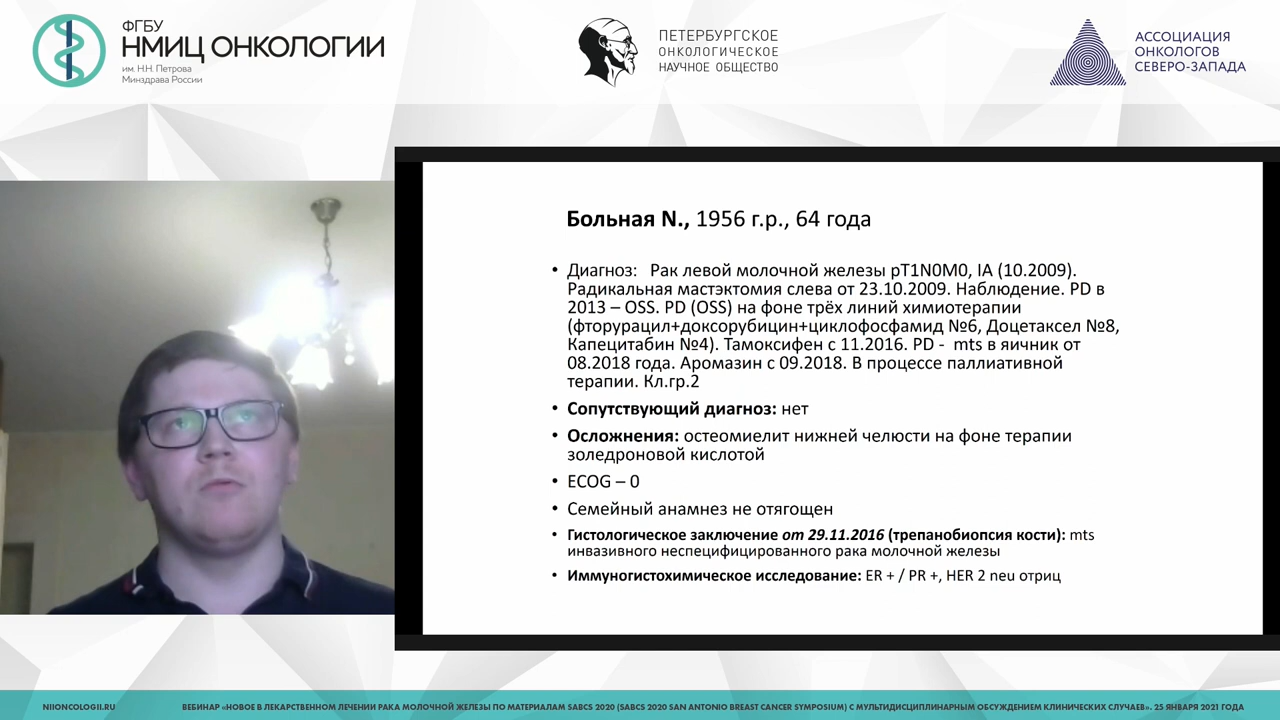 ФГБУ
НМИЦ ОНКОЛОГИИ
им. Н.Н. Петрова
Минздрава России
ПЕТЕРБУРГСКОЕ
ОНКОЛОГИЧЕСКОЕ
НАУЧНОЕ ОБЩЕСТВО
АССОЦИАЦИЯ
ОНКОЛОГОВ
СЕВЕРО-ЗАПАДА
Больная N., 1956 г.р., 64 года
• Диагноз: Рак левой молочной железы pT1N0M0, IA (10.2009).
Радикальная мастэктомия слева от 23.10.2009. Наблюдение. PD в
2013 – OSS. PD (OSS) на фоне трёх линий химиотерапии
(фторурацил+доксорубицин+циклофосфамид №6, Доцетаксел №8,
Капецитабин №4). Тамоксифен с 11.2016. PD - mts в яичник от
08.2018 года. Аромазин с 09.2018. В процессе паллиативной
терапии. Кл.гр.2
• Сопутствующий диагноз: нет
• Осложнения: остеомиелит нижней челюсти на фоне терапии
золедроновой кислотой
• ECOG – 0
• Семейный анамнез не отягощен
• Гистологическое заключение от 29.11.2016 (трепанобиопсия кости): mts
инвазивного неспецифицированного рака молочной железы
• Иммуногистохимическое исследование: ER + / PR +, HER 2 neu отриц
NIIONCOLOGII.RU
ВЕБИНАР «НОВОЕ В ЛЕКАРСТВЕННОМ ЛЕЧЕНИИ РАКА МОЛОЧНОЙ ЖЕЛЕЗЫ ПО МАТЕРИАЛАМ SABCS 2020 (SABCS 2020 SAN ANTONIO BREAST CANCER SYMPOSIUM) С МУЛЬТИДИСЦИПЛИНАРНЫМ ОБСУЖДЕНИЕМ КЛИНИЧЕСКИХ СЛУЧАЕВ». 25 ЯНВАРЯ 2021 ГОДА